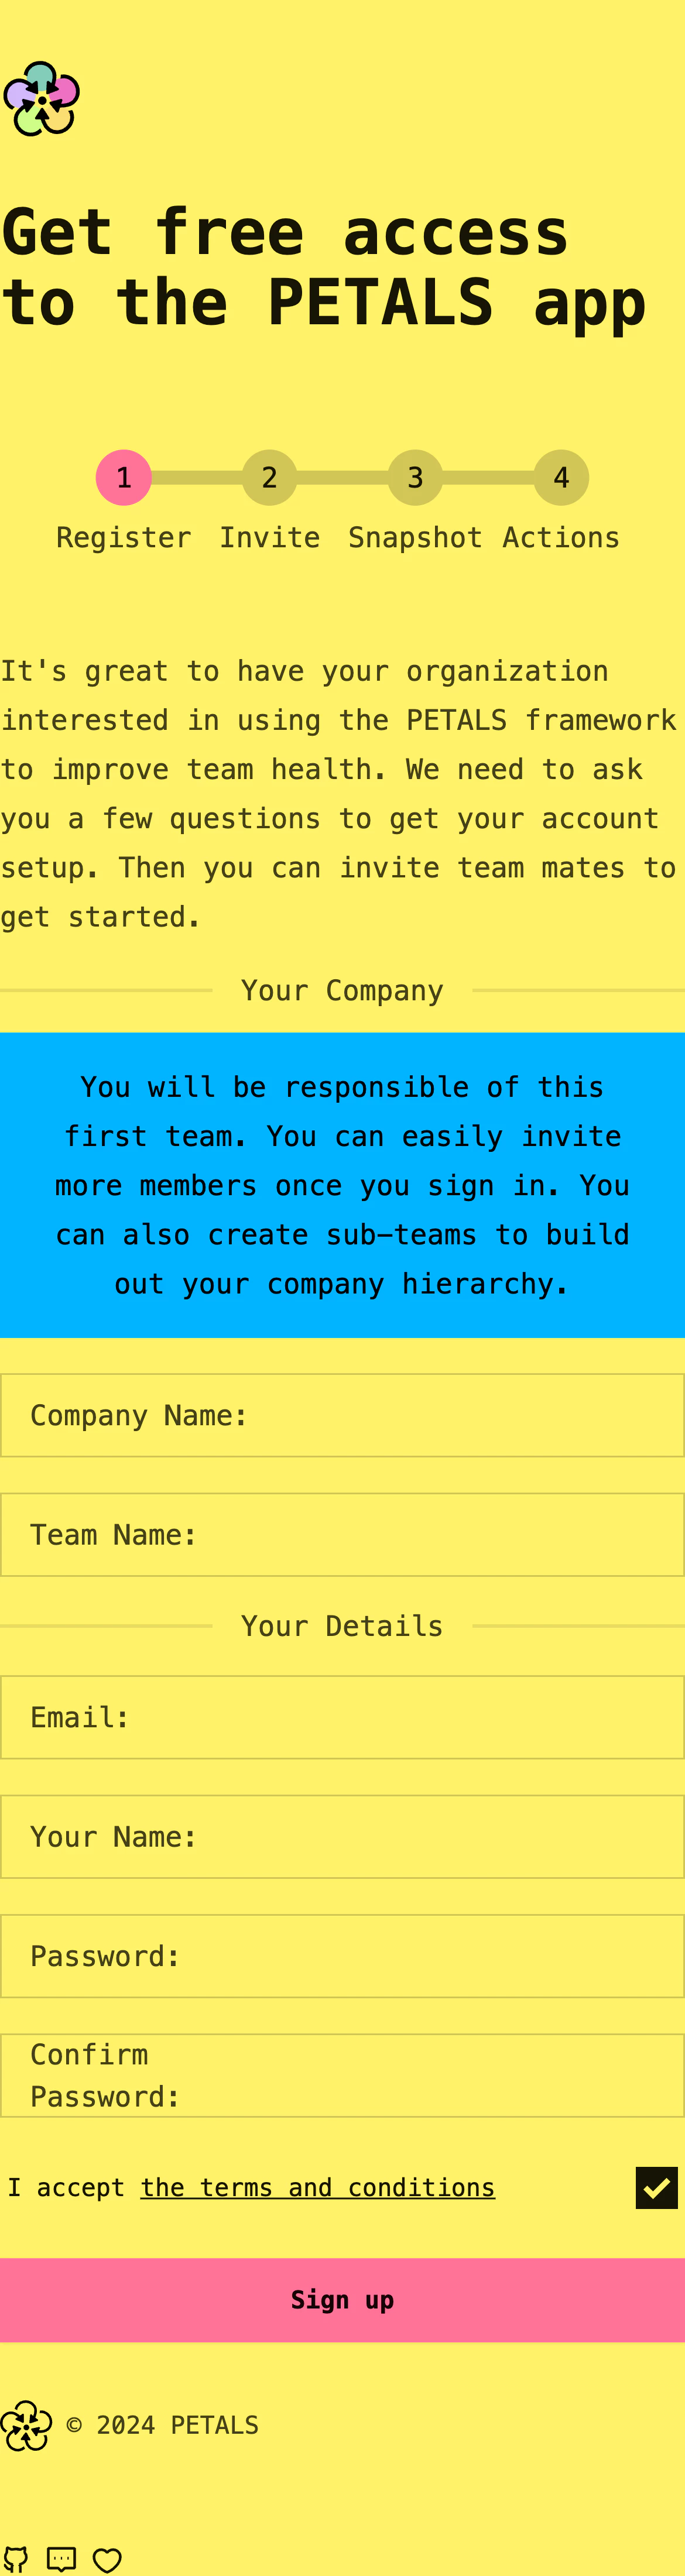 Get free access
to the PETALS app
1 2 3 4
Register Invite Snapshot Actions
It's great to have your organization
interested in using the PETALS framework
to improve team health. We need to ask
you a few questions to get your account
setup. Then you can invite team mates to
get started.
Your Company
You will be responsible of this
first team. You can easily invite
more members once you sign in. You
can also create sub-teams to build
out your company hierarchy.
Company Name:
Team Name:
Your Details
Email:
Your Name:
Password:
Confirm
Password:
I accept the terms and conditions
Sign up
© 2024 PETALS